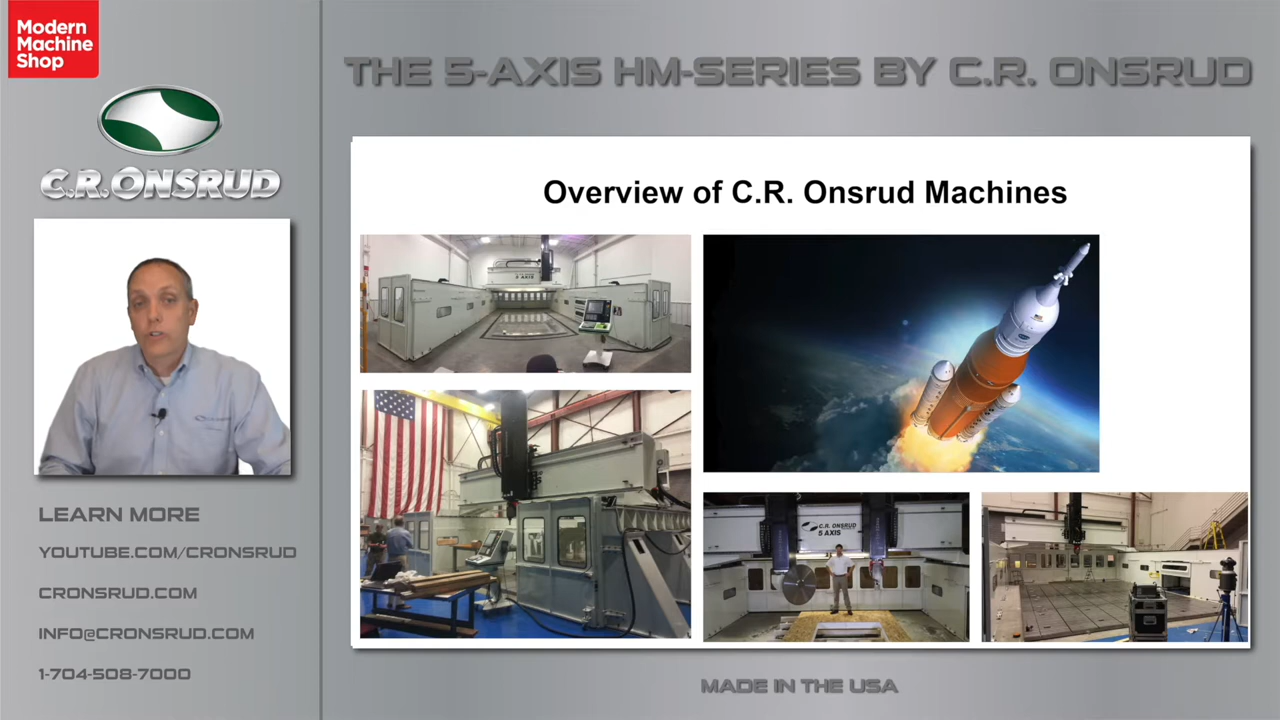 Modern
Machine
Shop
THE 5-AXIS HM-SERIES BY C.R. ONSRUD
C.R.ONSRUD
Overview of C.R. Onsrud Machines
5 AXIS
C.R. ONSRUD
5 AXIS
LEARN MORE
YOUTUBE.COM/CRONSRUD
CRONSRUD.COM
INFO@CRONSRUD.COM
1-704-508-7000
MADE IN THE USA